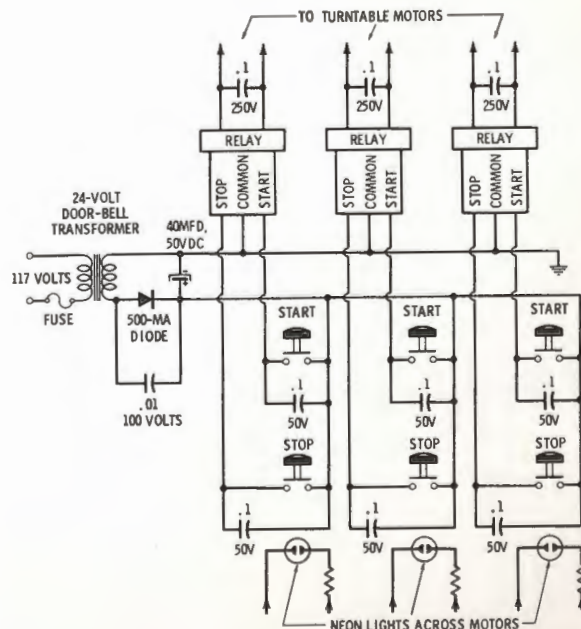 TO TURNTABLE MOTORS
.1
250V
.1
250V
.1
250V
RELAY
RELAY
RELAY
STOP
COMMON
START
STOP
COMMON
START
STOP
COMMON
START
24-VOLT
DOOR-BELL
TRANSFORMER
40MFD,
50VDC
117 VOLTS
FUSE
500-MA
DIODE
.01
100 VOLTS
START
START
START
.1
50V
.1
50V
.1
50V
STOP
STOP
STOP
.1
50V
.1
50V
.1
50V
NEON LIGHTS ACROSS MOTORS